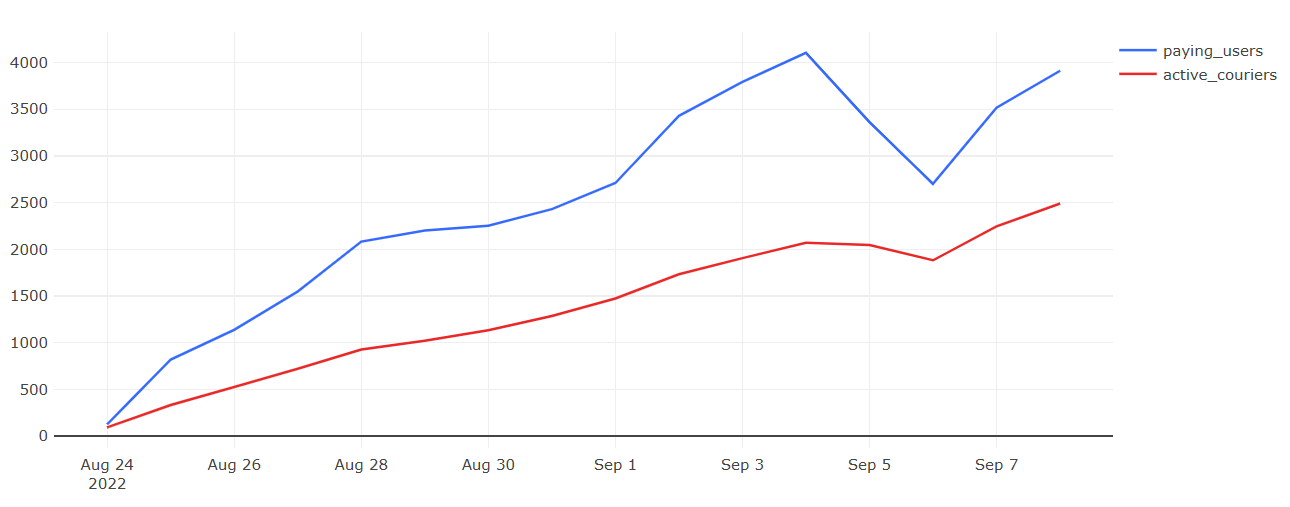 4000
3500
3000
2500
2000
1500
1000
500
0
Aug 24
2022
Aug 26
Aug 28
Aug 30
Sep 1
Sep 3
Sep 5
Sep 7
paying_users
active_couriers